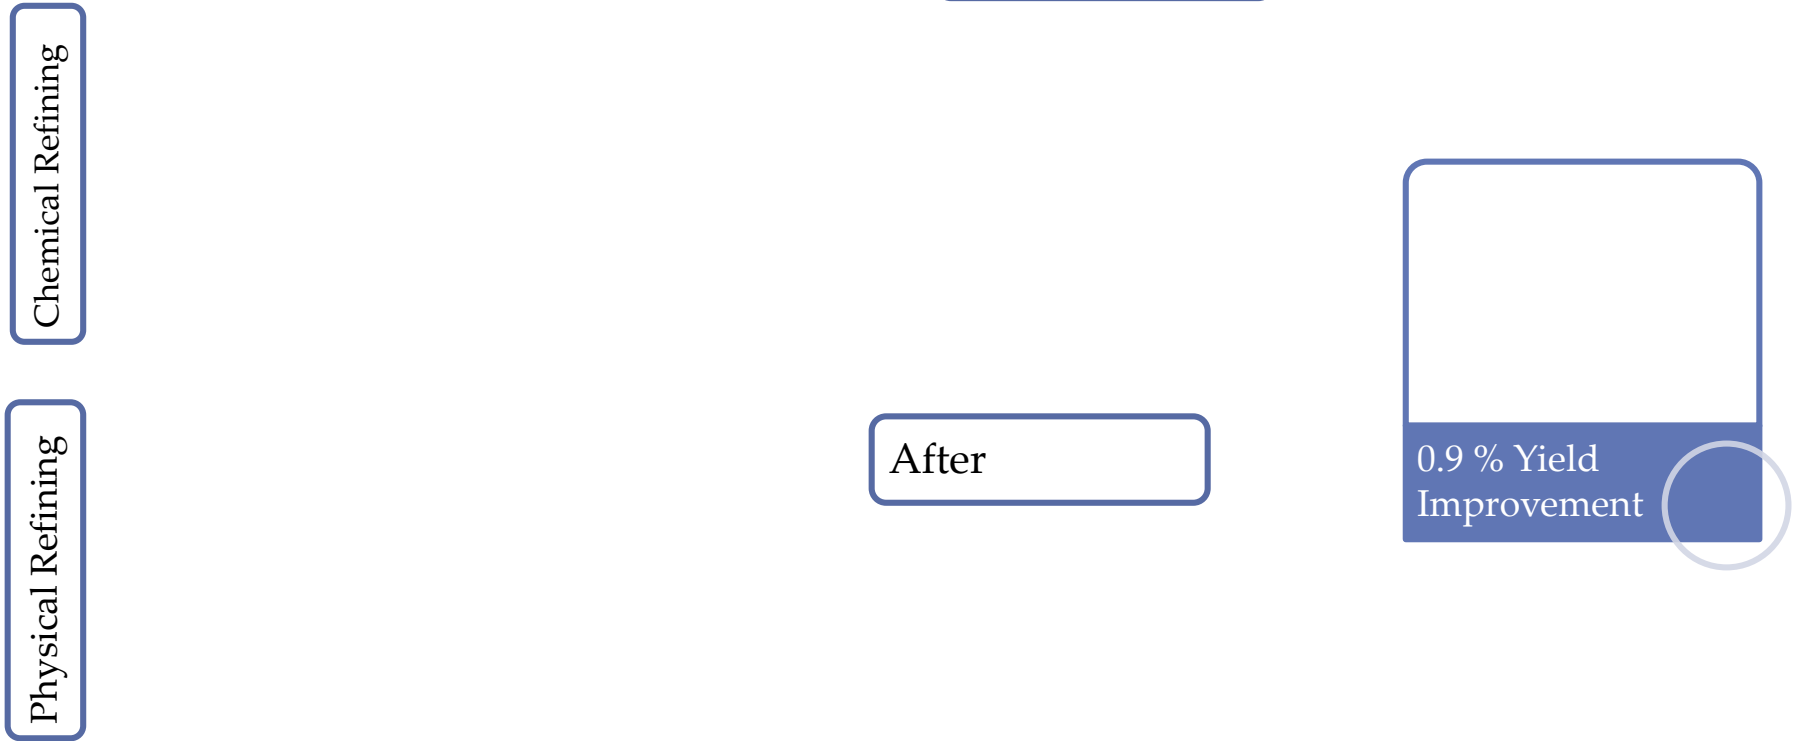 Chemical Refining
Physical Refining
After
0.9 % Yield
Improvement